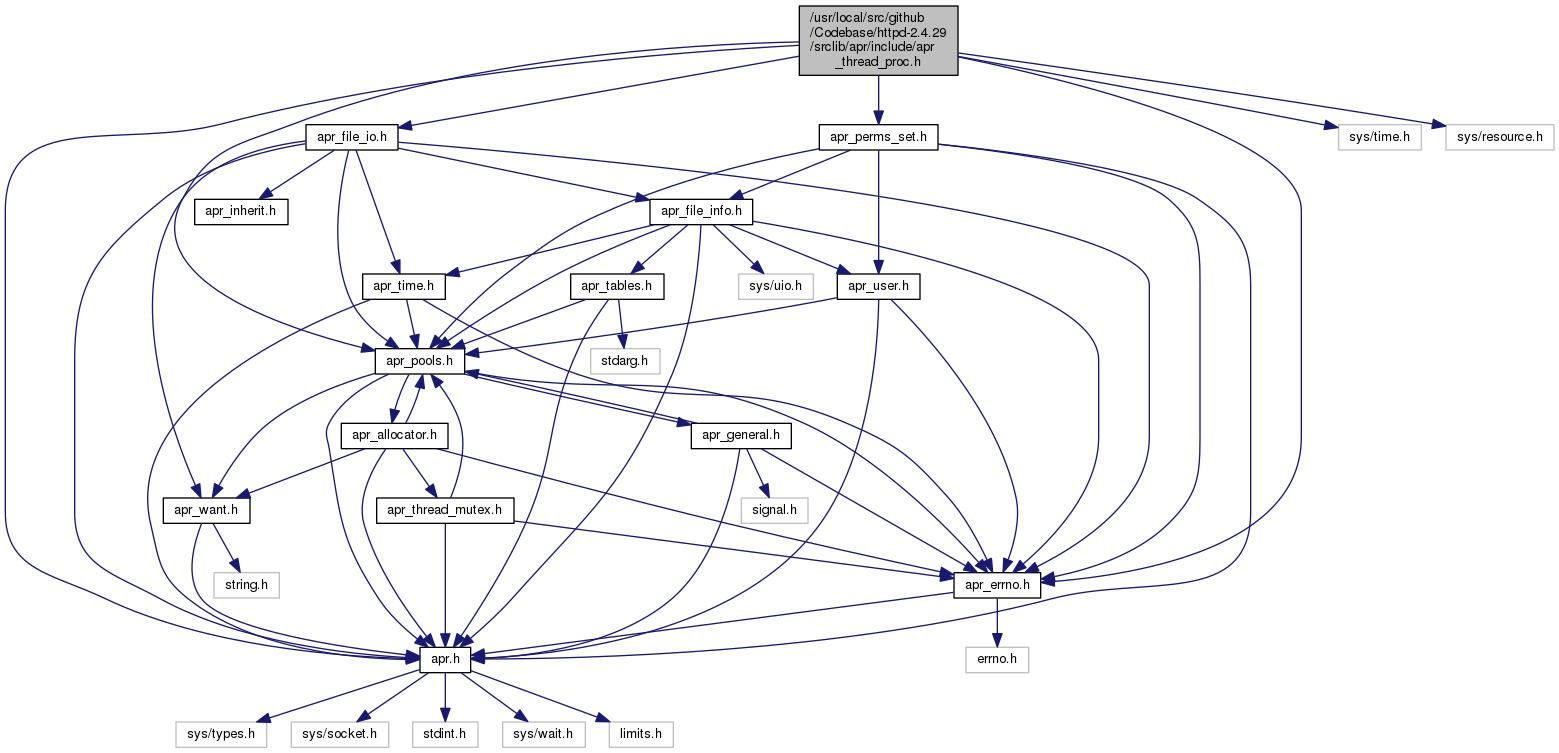 /usr/local/src/github
/Codebase/httpd-2.4.29
/srclib/apr/include/apr
_thread_proc.h
apr_file_io.h
apr_perms_set.h
sys/time.h
sys/resource.h
apr_inherit.h
apr_file_info.h
apr_time.h
apr_tables.h
sys/uio.h
apr_user.h
apr_pools.h
stdarg.h
apr_allocator.h
apr_general.h
apr_want.h
apr_thread_mutex.h
signal.h
string.h
apr_errno.h
apr.h
errno.h
sys/types.h
sys/socket.h
stdint.h
sys/wait.h
limits.h